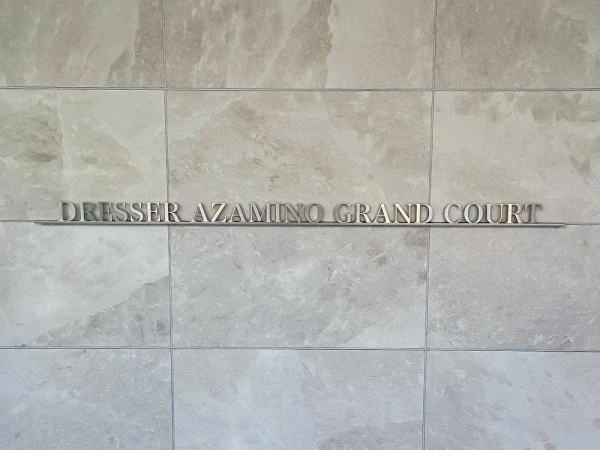 DRESSER AZAMINO GRAND COURT